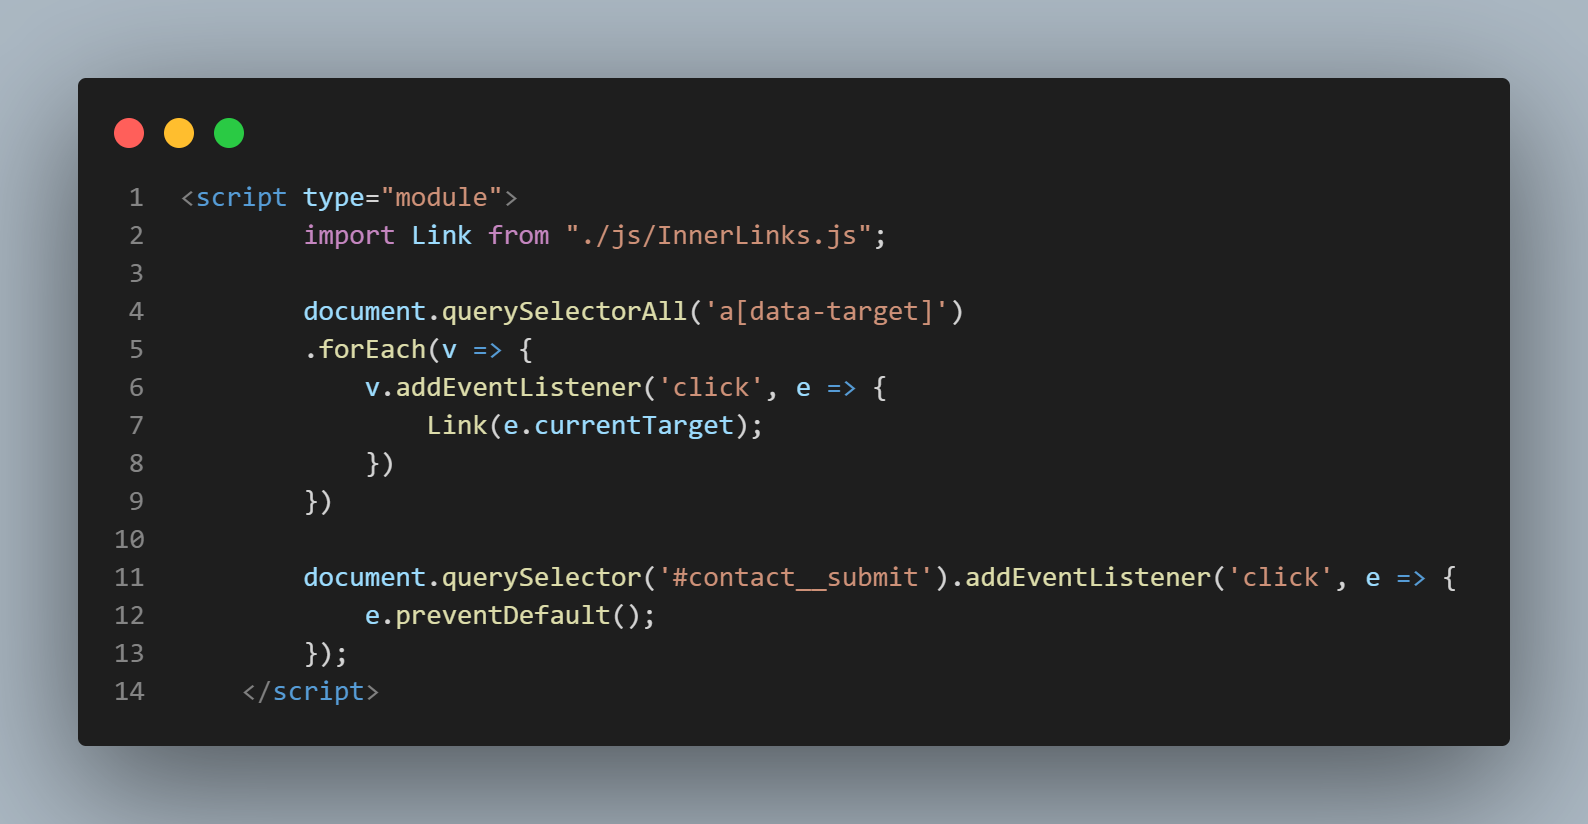 1 <script type="module">
2 import Link from "./js/InnerLinks.js";
3
4 document.querySelectorAll('a[data-target]')
5 .forEach(v => {
6 v.addEventListener('click', e => {
7 Link(e.currentTarget);
8 })
9 })
10
11 document.querySelector('#contact__submit').addEventListener('click', e => {
12 e.preventDefault();
13 });
14 </script>